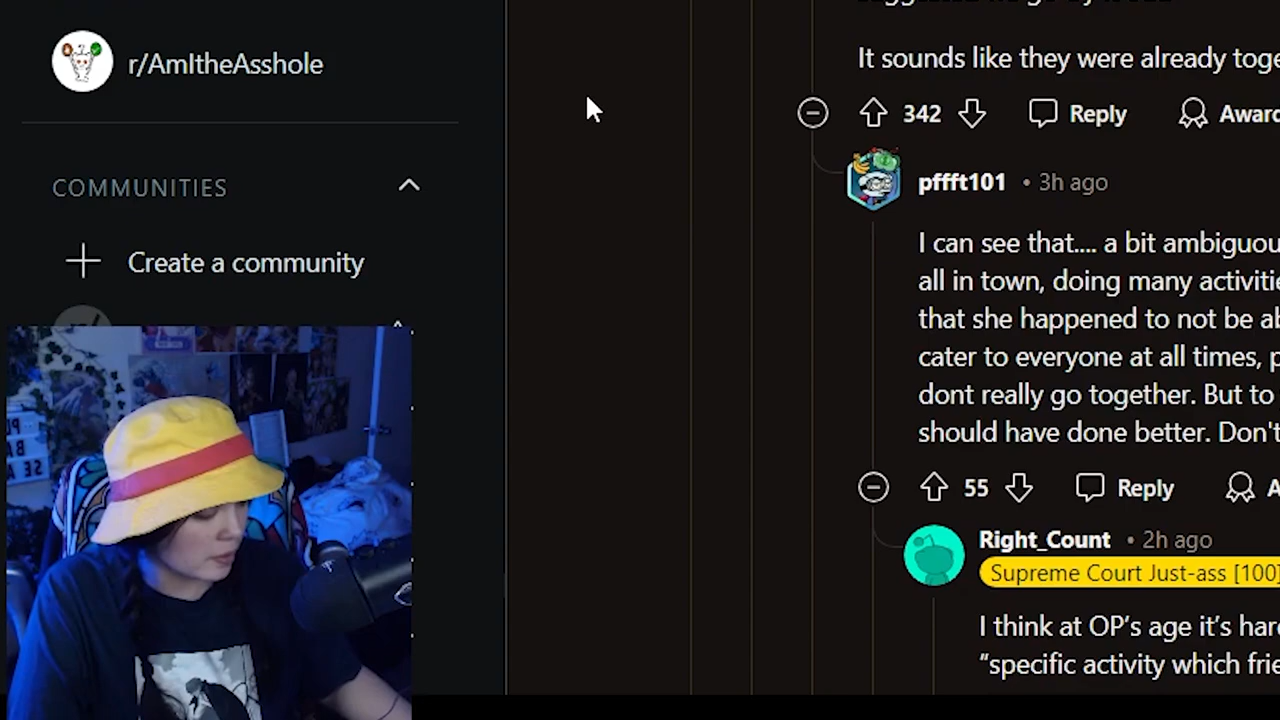 r/AmItheAsshole
COMMUNITIES
Create a community
It sounds like they were already toge
342
Reply
Award
pffft101 • 3h ago
I can see that.... a bit ambiguou
all in town, doing many activitie
that she happened to not be ab
cater to everyone at all times, p
dont really go together. But to
should have done better. Don't
55
Reply
A
Right_Count • 2h ago
Supreme Court Just-ass [100]
I think at OP's age it's hard
“specific activity which frie